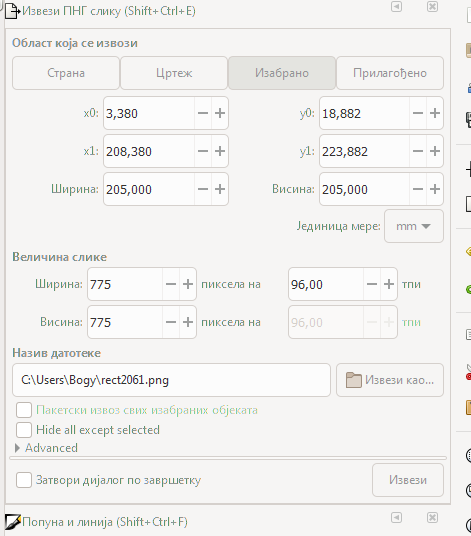 Извези ПНГ слику (Shift+Ctrl+E)
Област која се извози
Страна Цртеж Изабрано Прилагођено
x0: 3,380 y0: 18,882
x1: 208,380 y1: 223,882
Ширина: 205,000 Висина: 205,000
Јединица мере: mm
Величина слике
Ширина: 775 пиксела на 96,00 тпи
Висина: 775 пиксела на 96,00 тпи
Назив датотеке
C:\Users\Bogy\rect2061.png Извези као...
Пакетски извоз свих изабраних објеката
Hide all except selected
Advanced
Затвори дијалог по завршетку Извези
Попуна и линија (Shift+Ctrl+F)